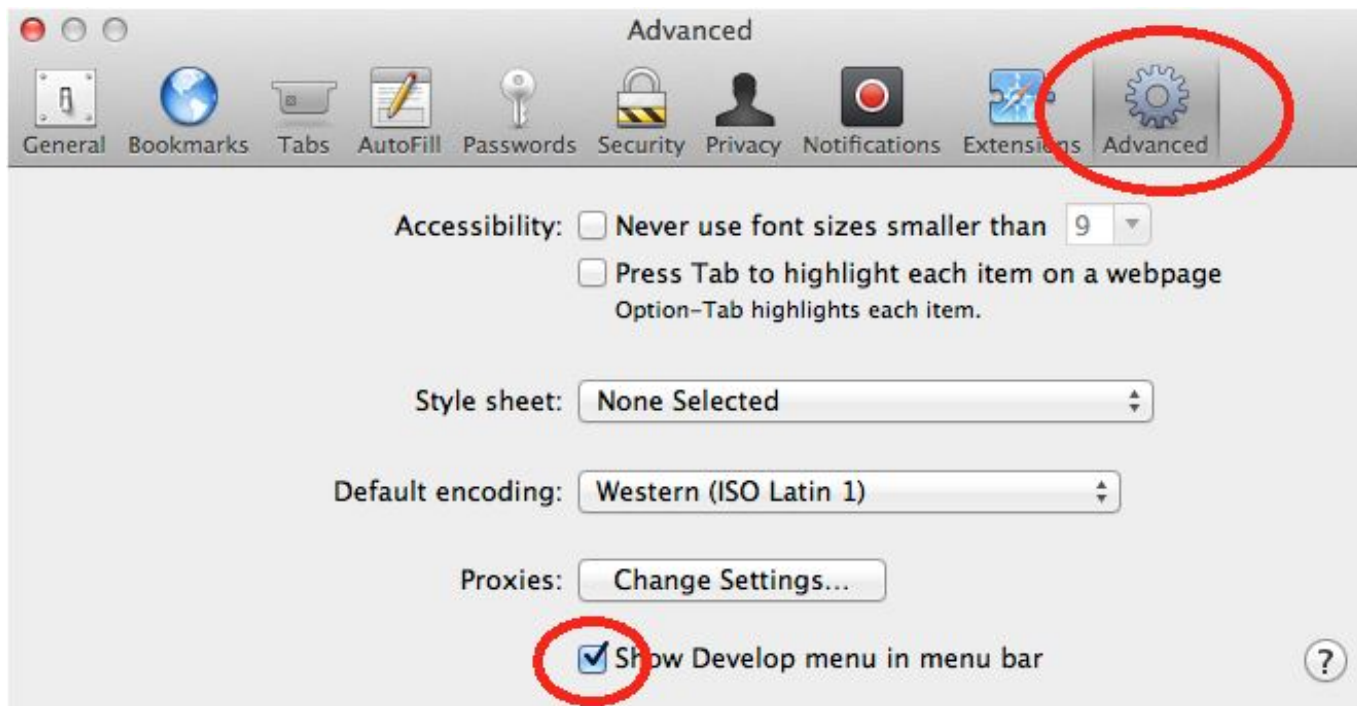 Advanced
General Bookmarks Tabs AutoFill Passwords Security Privacy Notifications Extensions Advanced
Accessibility: Never use font sizes smaller than 9
Press Tab to highlight each item on a webpage
Option-Tab highlights each item.
Style sheet: None Selected
Default encoding: Western (ISO Latin 1)
Proxies: Change Settings...
Show Develop menu in menu bar ?